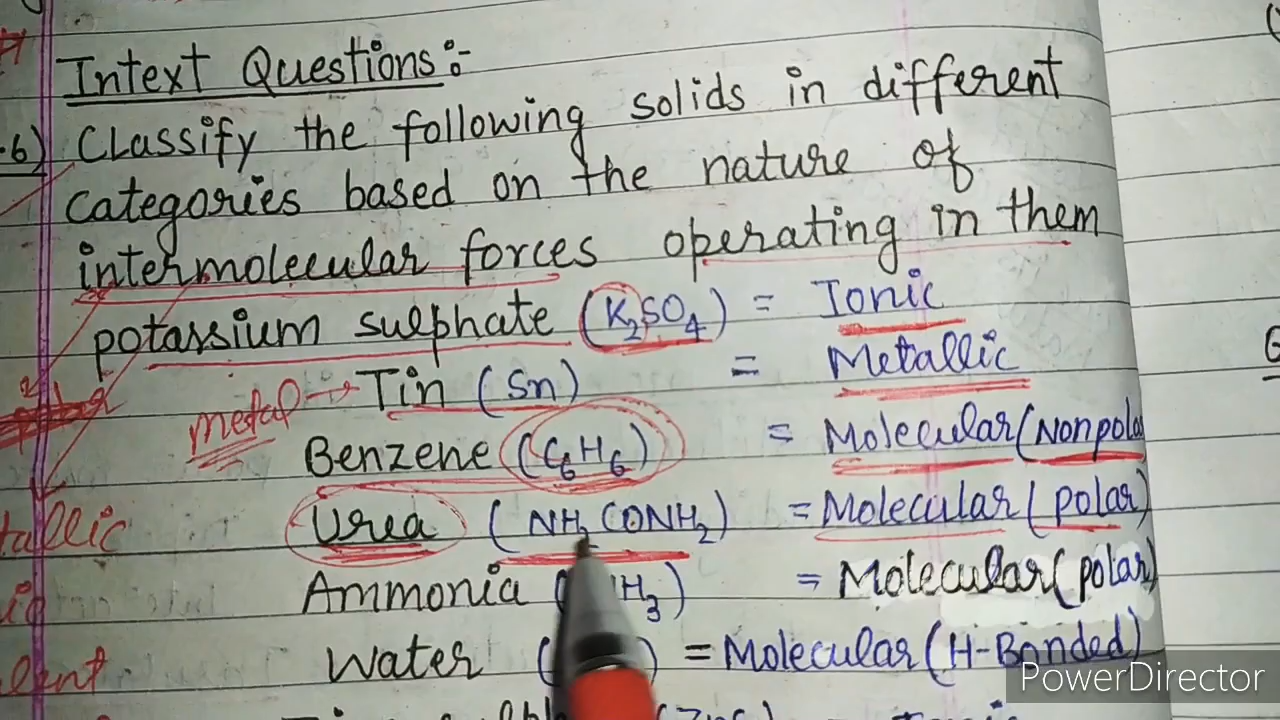 Intext Questions:-
6) Classify the following solids in different
categories based on the nature of
intermolecular forces operating in them
potassium sulphate (K2SO4) = Ionic
metal → Tin (Sn) = Metallic
Benzene (C6H6) = Molecular (Nonpola
Urea (NH2CONH2) = Molecular (polar)
Ammonia ( H3) = Molecular (polar)
Water ( ) = Molecular (H-Bonded)
PowerDirector